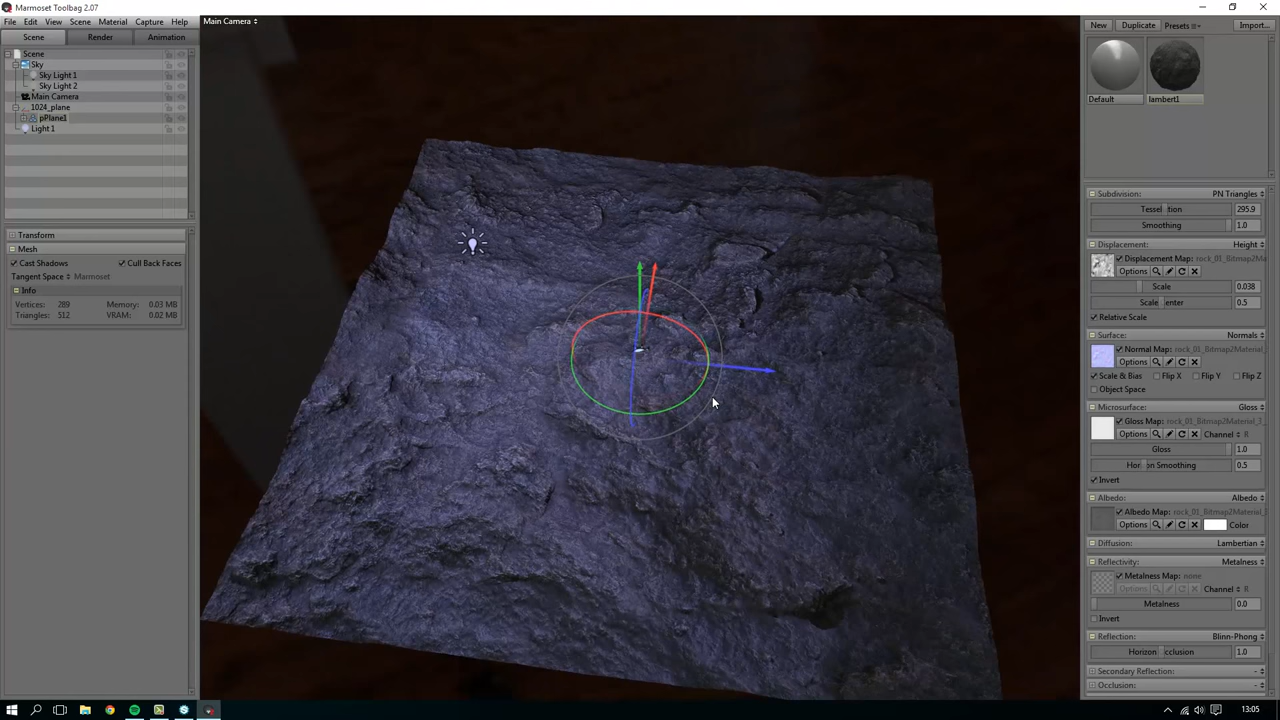 Marmoset Toolbag 2.07
File Edit View Scene Material Capture Help
Scene Render Animation
Scene
Sky
Sky Light 1
Sky Light 2
Main Camera
1024_plane
pPlane1
Light 1
Transform
Mesh
Cast Shadows Cull Back Faces
Tangent Space Marmoset
Info
Vertices: 289 Memory: 0.03 MB
Triangles: 512 VRAM: 0.02 MB
Main Camera
New Duplicate Presets Import...
Default lambert1
Subdivision: PN Triangles
295.9
Smoothing 1.0
Displacement: Height
Displacement Map: rock_01_Bitmap2Ma
Options
Scale 0.038
0.5
Relative Scale
Surface: Normals
Normal Map: rock_01_Bitmap2Material
Options
Scale & Bias Flip X Flip Y Flip Z
Object Space
Microsurface: Gloss
Gloss Map: rock_01_Bitmap2Material_3
Options Channel R
Gloss 1.0
Smoothing 0.5
Invert
Albedo: Albedo
Albedo Map: rock_01_Bitmap2Material_
Options Color
Diffusion: Lambertian
Reflectivity: Metalness
Metalness Map: none
Options Channel R
Metalness 0.0
Invert
Reflection: Blinn-Phong
Horizon 1.0
Secondary Reflection: -
Occlusion: -
13:05